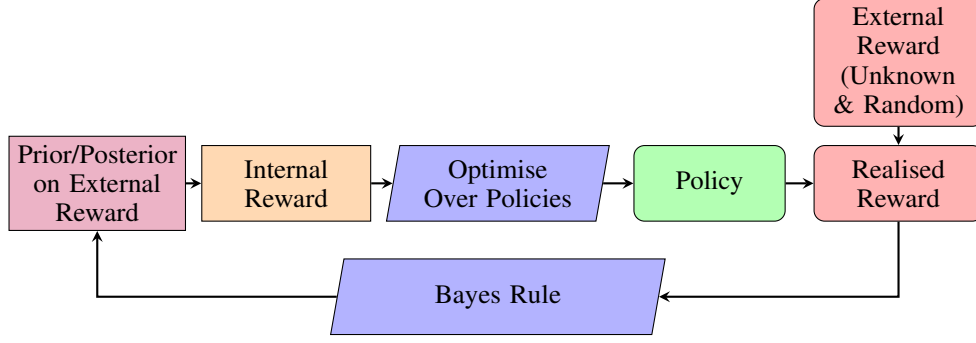 External
Reward
(Unknown
& Random)
Prior/Posterior
on External
Reward
Internal
Reward
Optimise
Over Policies
Policy
Realised
Reward
Bayes Rule